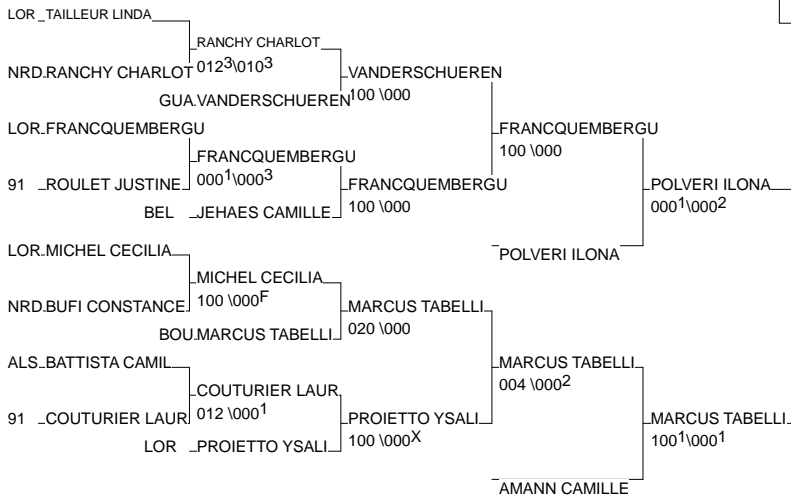 LOR TAILLEUR LINDA
RANCHY CHARLOT
NRD RANCHY CHARLOT 012³\010³ VANDERSCHUEREN
GUA VANDERSCHUEREN 100 \000
LOR FRANCQUEMBERGU FRANCQUEMBERGU
FRANCQUEMBERGU 100 \000
91 ROULET JUSTINE 000¹\000³ FRANCQUEMBERGU POLVERI ILONA
BEL JEHAES CAMILLE 100 \000 000¹\000²
LOR MICHEL CECILIA POLVERI ILONA
MICHEL CECILIA
NRD BUFI CONSTANCE 100 \000F MARCUS TABELLI
BOU MARCUS TABELLI 020 \000
ALS BATTISTA CAMIL MARCUS TABELLI
COUTURIER LAUR 004 \000²
91 COUTURIER LAUR 012 \000¹ PROIETTO YSALI MARCUS TABELLI
LOR PROIETTO YSALI 100 \000X 100¹\000¹
AMANN CAMILLE